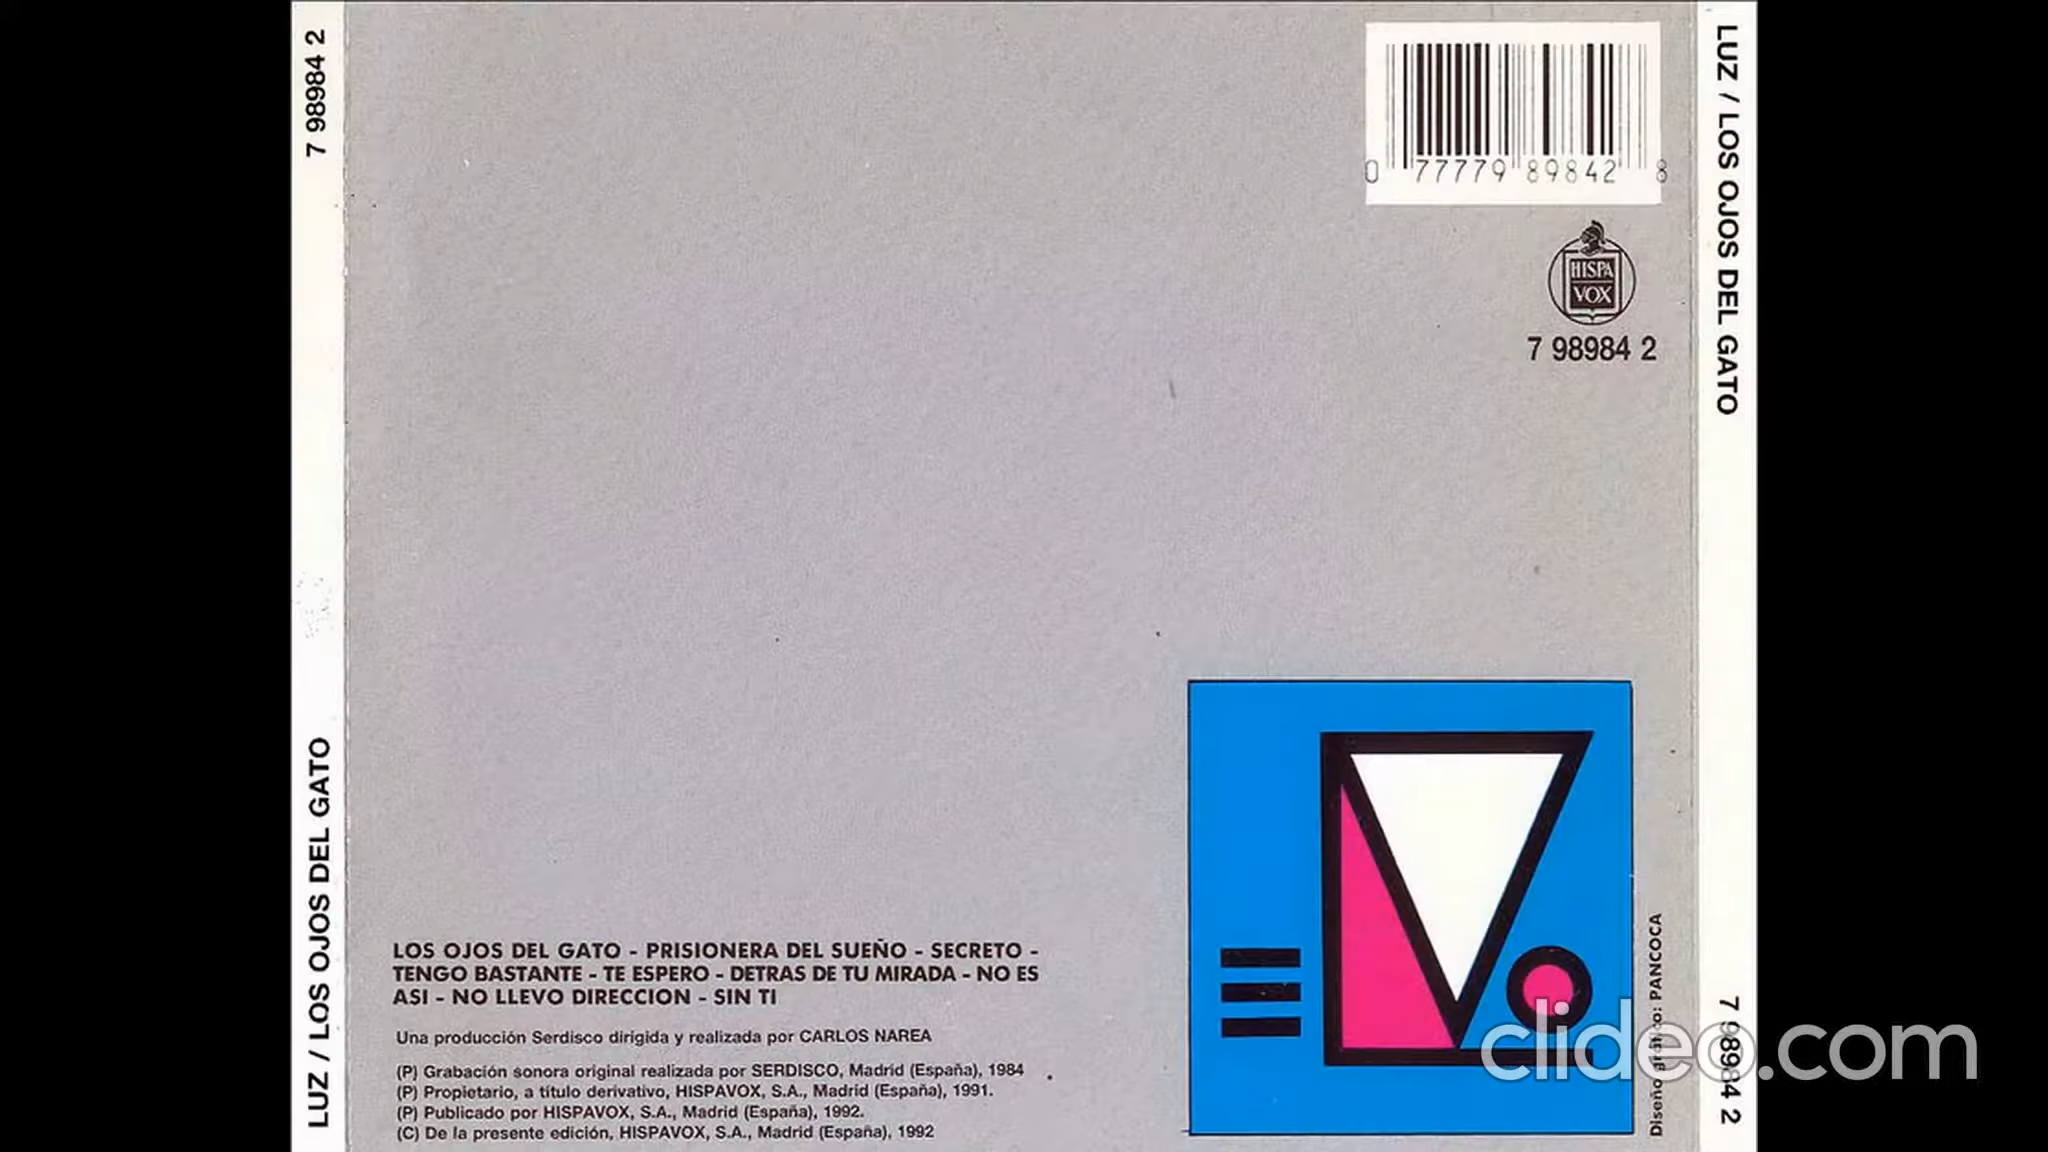 7 98984 2
LUZ / LOS OJOS DEL GATO
0 77779 89842 8
HISPA
VOX
7 98984 2
LOS OJOS DEL GATO - PRISIONERA DEL SUEÑO - SECRETO -
TENGO BASTANTE - TE ESPERO - DETRAS DE TU MIRADA - NO ES
ASI - NO LLEVO DIRECCION - SIN TI
Una producción Serdisco dirigida y realizada por CARLOS NAREA
(P) Grabación sonora original realizada por SERDISCO, Madrid (España), 1984
(P) Propietario, a título derivativo, HISPAVOX, S.A., Madrid (España), 1991.
(P) Publicado por HISPAVOX, S.A., Madrid (España), 1992.
(C) De la presente edición, HISPAVOX, S.A., Madrid (España), 1992
Diseño gráfico: PANCOCA
LUZ / LOS OJOS DEL GATO
7 98984 2
clideo.com